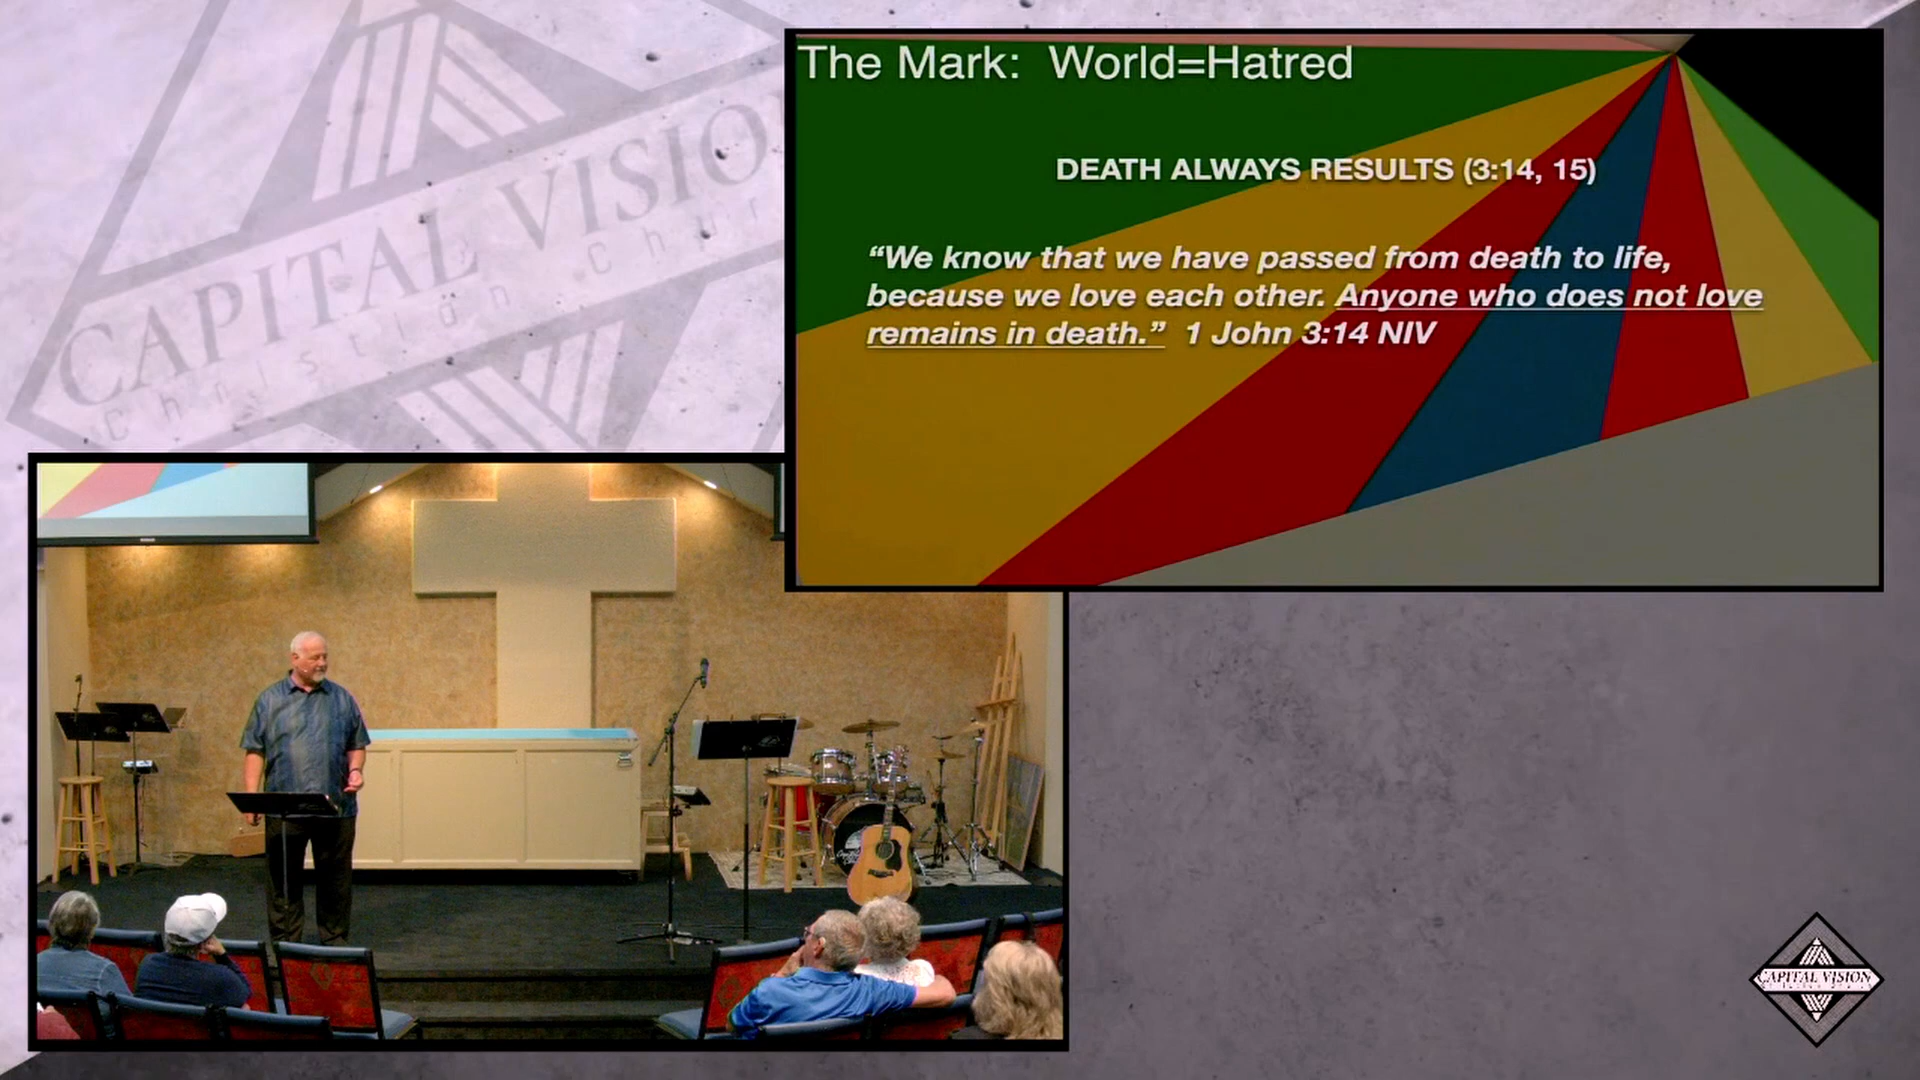 The Mark: World=Hatred
DEATH ALWAYS RESULTS (3:14, 15)
“We know that we have passed from death to life,
because we love each other. Anyone who does not love
remains in death.” 1 John 3:14 NIV
CAPITAL VISIO
Christian Chur
CAPITAL VISION